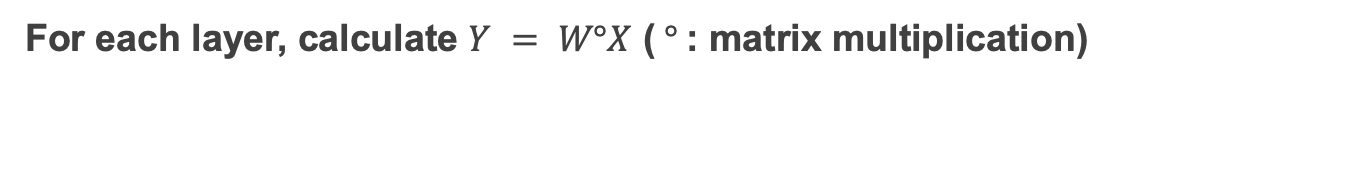 For each layer, calculate Y = W°X ( ° : matrix multiplication)